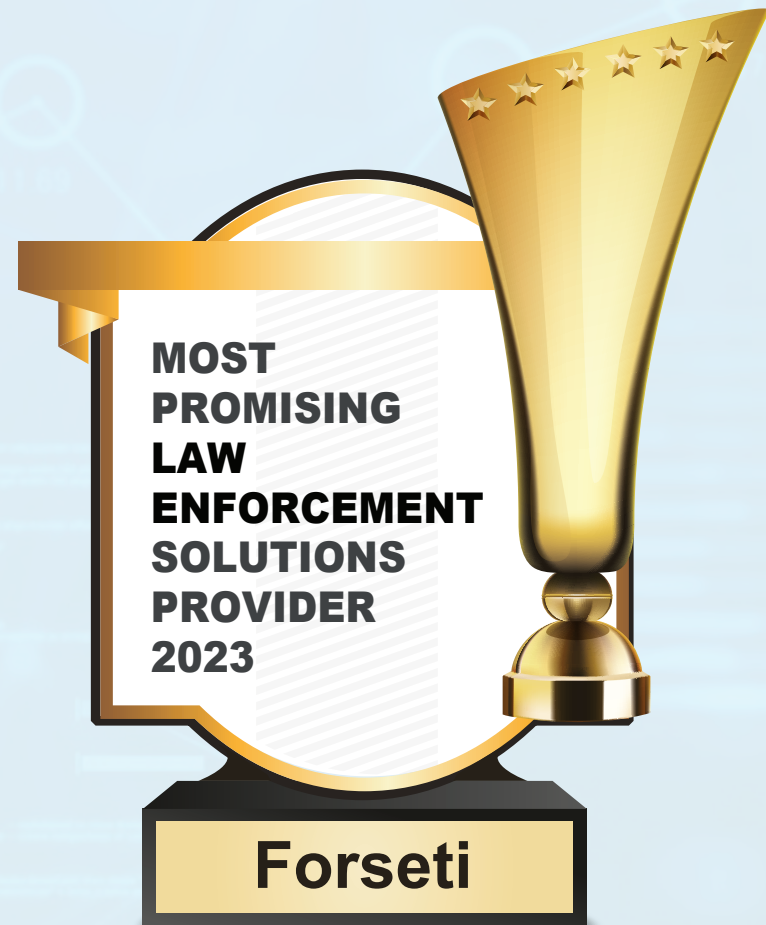 MOST
PROMISING
LAW
ENFORCEMENT
SOLUTIONS
PROVIDER
2023
Forseti